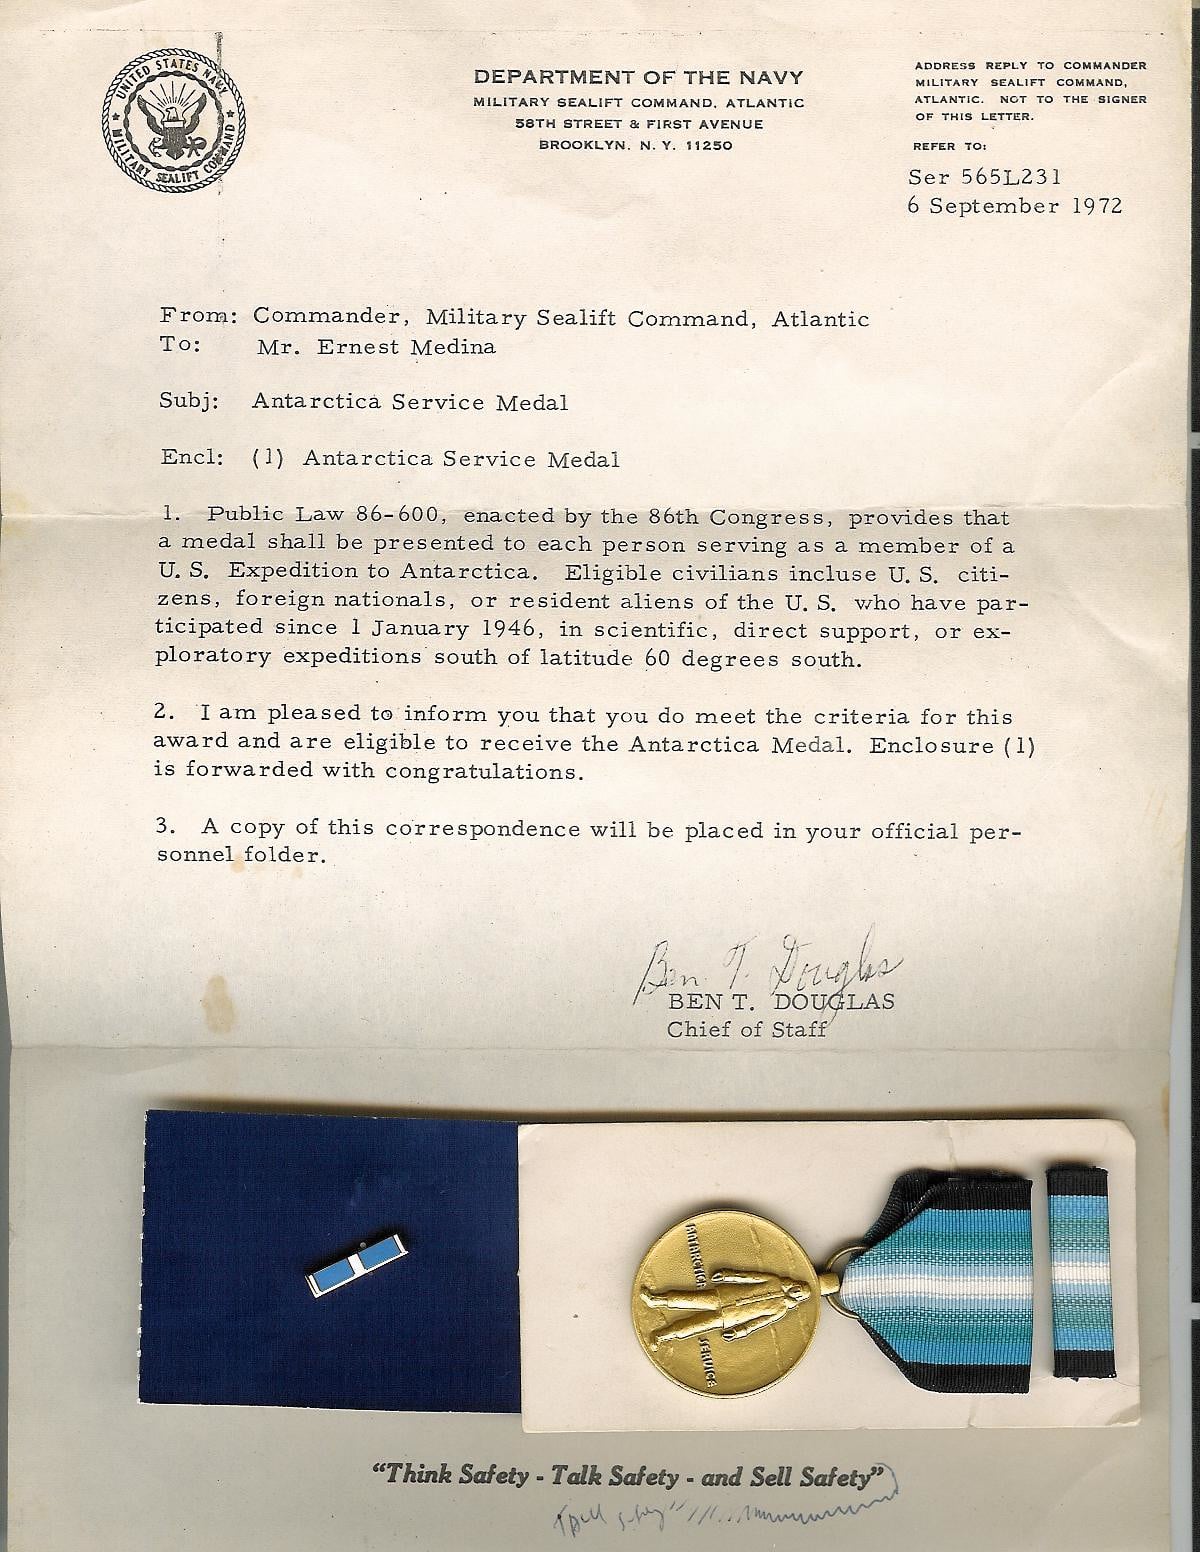 UNITED STATES NAVY
MILITARY SEALIFT COMMAND
DEPARTMENT OF THE NAVY
MILITARY SEALIFT COMMAND, ATLANTIC
58TH STREET & FIRST AVENUE
BROOKLYN, N. Y. 11250
ADDRESS REPLY TO COMMANDER
MILITARY SEALIFT COMMAND,
ATLANTIC. NOT TO THE SIGNER
OF THIS LETTER.
REFER TO:
Ser 565L231
6 September 1972
From: Commander, Military Sealift Command, Atlantic
To: Mr. Ernest Medina
Subj: Antarctica Service Medal
Encl: (1) Antarctica Service Medal
1. Public Law 86-600, enacted by the 86th Congress, provides that
a medal shall be presented to each person serving as a member of a
U. S. Expedition to Antarctica. Eligible civilians incluse U. S. citi-
zens, foreign nationals, or resident aliens of the U. S. who have par-
ticipated since 1 January 1946, in scientific, direct support, or ex-
ploratory expeditions south of latitude 60 degrees south.
2. I am pleased to inform you that you do meet the criteria for this
award and are eligible to receive the Antarctica Medal. Enclosure (1)
is forwarded with congratulations.
3. A copy of this correspondence will be placed in your official per-
sonnel folder.
Ben T. Douglas
BEN T. DOUGLAS
Chief of Staff
ANTARCTICA
SERVICE
"Think Safety - Talk Safety - and Sell Safety"